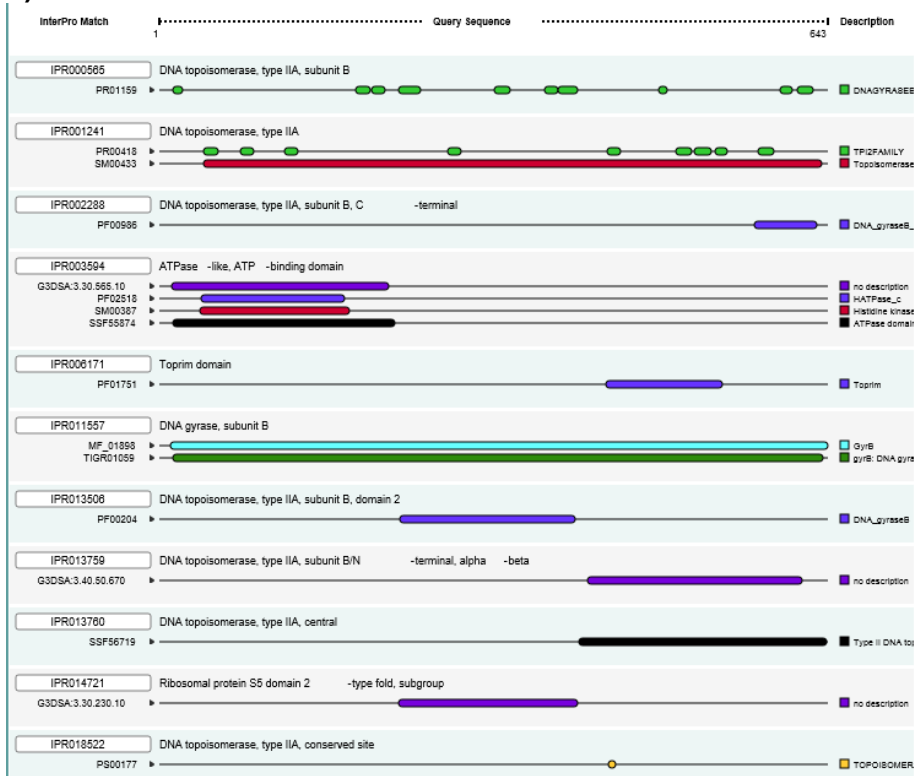 InterPro Match Query Sequence Description
1 643
IPR000565 DNA topoisomerase, type IIA, subunit B
PR01159 DNAGYRASEB
IPR001241 DNA topoisomerase, type IIA
PR00418 TPI2FAMILY
SM00433 Topoisomerase
IPR002288 DNA topoisomerase, type IIA, subunit B, C -terminal
PF00986 DNA_gyraseB_
IPR003594 ATPase -like, ATP -binding domain
G3DSA:3.30.565.10 no description
PF02518 HATPase_c
SM00387 Histidine kinase
SSF55874 ATPase domain
IPR006171 Toprim domain
PF01751 Toprim
IPR011557 DNA gyrase, subunit B
MF_01898 GyrB
TIGR01059 gyrB: DNA gyra
IPR013506 DNA topoisomerase, type IIA, subunit B, domain 2
PF00204 DNA_gyraseB
IPR013759 DNA topoisomerase, type IIA, subunit B/N -terminal, alpha -beta
G3DSA:3.40.50.670 no description
IPR013760 DNA topoisomerase, type IIA, central
SSF56719 Type II DNA top
IPR014721 Ribosomal protein S5 domain 2 -type fold, subgroup
G3DSA:3.30.230.10 no description
IPR018522 DNA topoisomerase, type IIA, conserved site
PS00177 TOPOISOMER